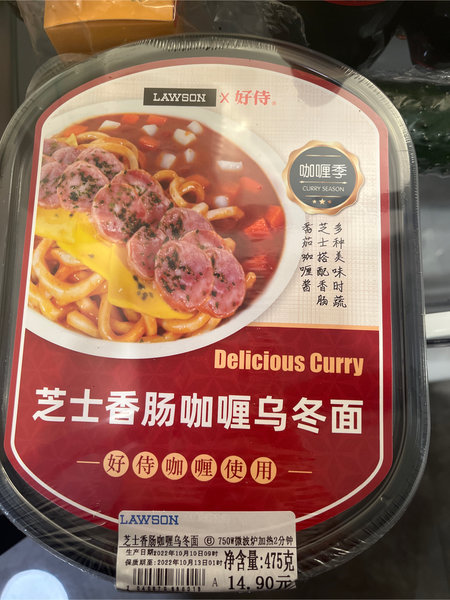 LAWSON x 好侍®
咖喱季
CURRY SEASON
多种美味时蔬
芝士搭配香肠
番茄咖喱酱
Delicious Curry
芝士香肠咖喱乌冬面
好侍咖喱使用
LAWSON
芝士香肠咖喱乌冬面 ⑥ 750W微波炉加热2分钟
生产日期:2022年10月10日09时
保质期至:2022年10月13日01时
净含量:475克
A 14.90元